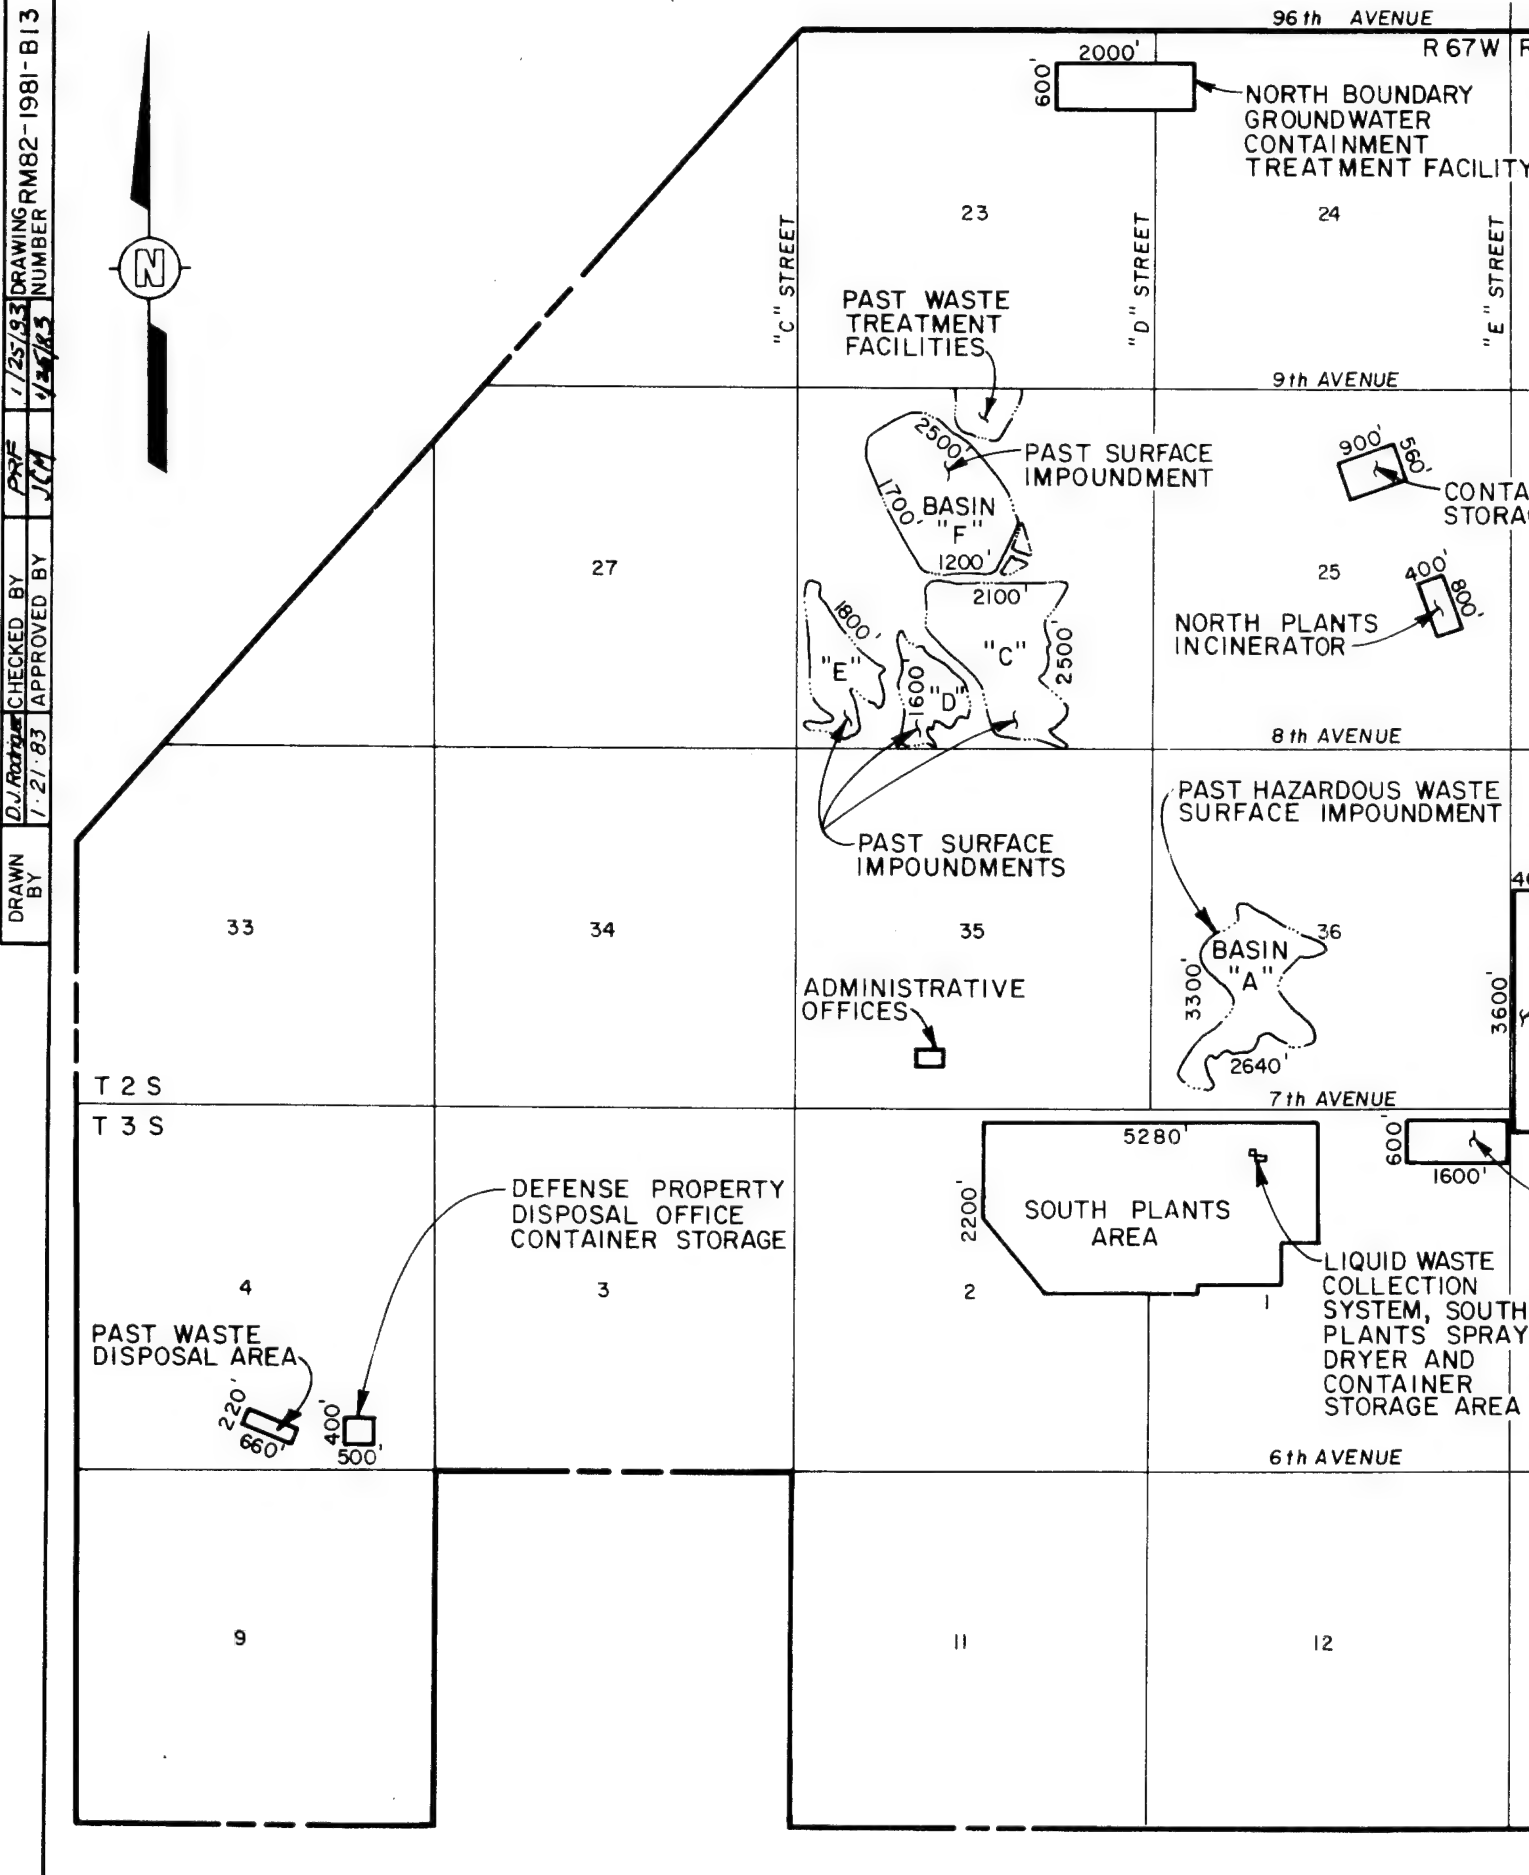 96th AVENUE
R 67W
R
2000'
600'
NORTH BOUNDARY
GROUNDWATER
CONTAINMENT
TREATMENT FACILITY
23
24
"C" STREET
"D" STREET
"E" STREET
PAST WASTE
TREATMENT
FACILITIES
9th AVENUE
2500'
1700'
1200'
BASIN
"F"
PAST SURFACE
IMPOUNDMENT
900'
560'
CONTA
STORA
27
25
400'
800'
NORTH PLANTS
INCINERATOR
1800'
"E"
1600'
"D"
2100'
"C"
2500'
8th AVENUE
PAST SURFACE
IMPOUNDMENTS
PAST HAZARDOUS WASTE
SURFACE IMPOUNDMENT
33
34
35
36
BASIN
"A"
3300'
2640'
3600'
ADMINISTRATIVE
OFFICES
T 2 S
T 3 S
7th AVENUE
5280'
2200'
SOUTH PLANTS
AREA
600'
1600'
DEFENSE PROPERTY
DISPOSAL OFFICE
CONTAINER STORAGE
LIQUID WASTE
COLLECTION
SYSTEM, SOUTH
PLANTS SPRAY
DRYER AND
CONTAINER
STORAGE AREA
4
3
2
1
PAST WASTE
DISPOSAL AREA
220'
660'
400'
500'
6th AVENUE
9
11
12
N
DRAWN
BY
D.J. Rodrigue
1·21·83
CHECKED BY
PRF
1/25/93
APPROVED BY
JCM
1/25/83
DRAWING
NUMBER
RM82-1981-B13